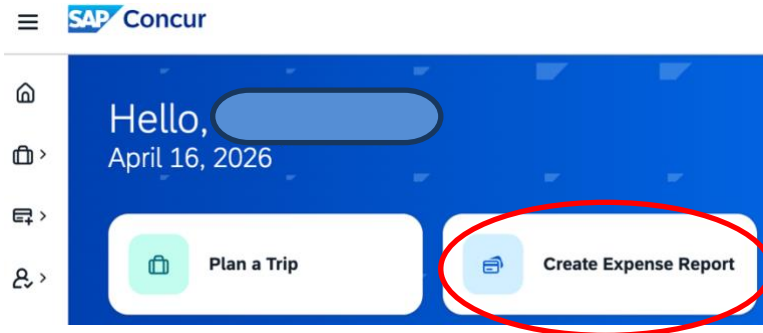 SAP Concur
Hello,
April 16, 2026
Plan a Trip
Create Expense Report